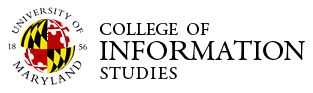 UNIVERSITY OF
18 56
MARYLAND
COLLEGE OF
INFORMATION
STUDIES